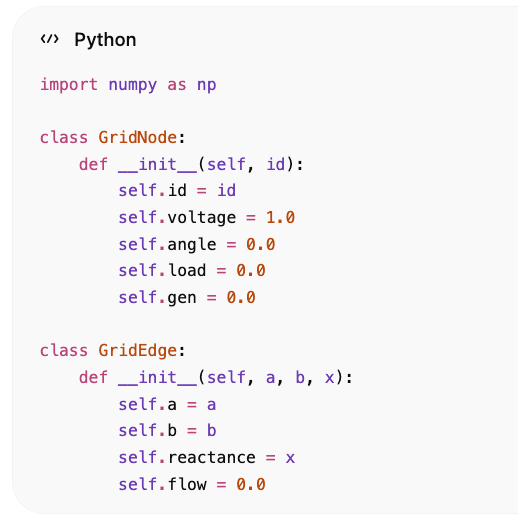 </> Python
import numpy as np
class GridNode:
    def __init__(self, id):
        self.id = id
        self.voltage = 1.0
        self.angle = 0.0
        self.load = 0.0
        self.gen = 0.0
class GridEdge:
    def __init__(self, a, b, x):
        self.a = a
        self.b = b
        self.reactance = x
        self.flow = 0.0